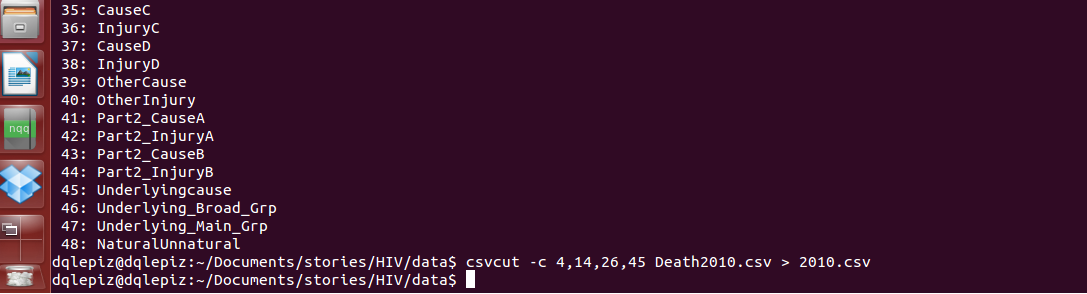 35: CauseC
36: InjuryC
37: CauseD
38: InjuryD
39: OtherCause
40: OtherInjury
41: Part2_CauseA
42: Part2_InjuryA
43: Part2_CauseB
44: Part2_InjuryB
45: Underlyingcause
46: Underlying_Broad_Grp
47: Underlying_Main_Grp
48: NaturalUnnatural
dqlepiz@dqlepiz:~/Documents/stories/HIV/data$ csvcut -c 4,14,26,45 Death2010.csv > 2010.csv
dqlepiz@dqlepiz:~/Documents/stories/HIV/data$
nqq